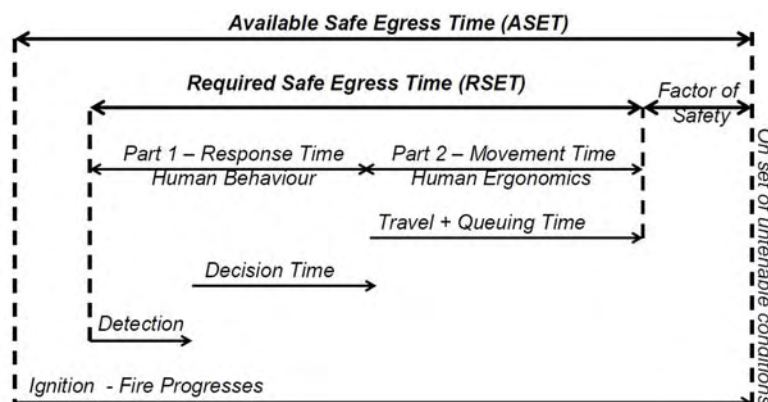 Available Safe Egress Time (ASET)
Required Safe Egress Time (RSET)
Factor of
Safety
Part 1 – Response Time
Human Behaviour
Part 2 – Movement Time
Human Ergonomics
Travel + Queuing Time
Decision Time
Detection
Ignition - Fire Progresses
On set of untenable conditions